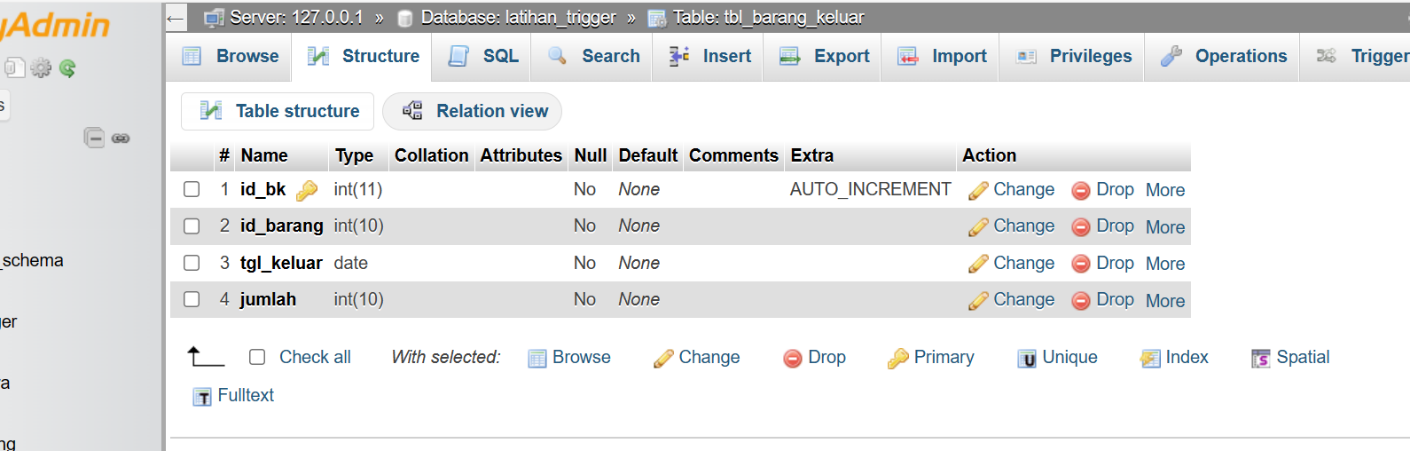 yAdmin
← Server: 127.0.0.1 » Database: latihan_trigger » Table: tbl_barang_keluar
Browse Structure SQL Search Insert Export Import Privileges Operations Trigger
s
Table structure Relation view
# Name Type Collation Attributes Null Default Comments Extra Action
1 id_bk int(11) No None AUTO_INCREMENT Change Drop More
2 id_barang int(10) No None Change Drop More
3 tgl_keluar date No None Change Drop More
_schema
4 jumlah int(10) No None Change Drop More
ger
Check all With selected: Browse Change Drop Primary Unique Index Spatial
a
Fulltext
ng